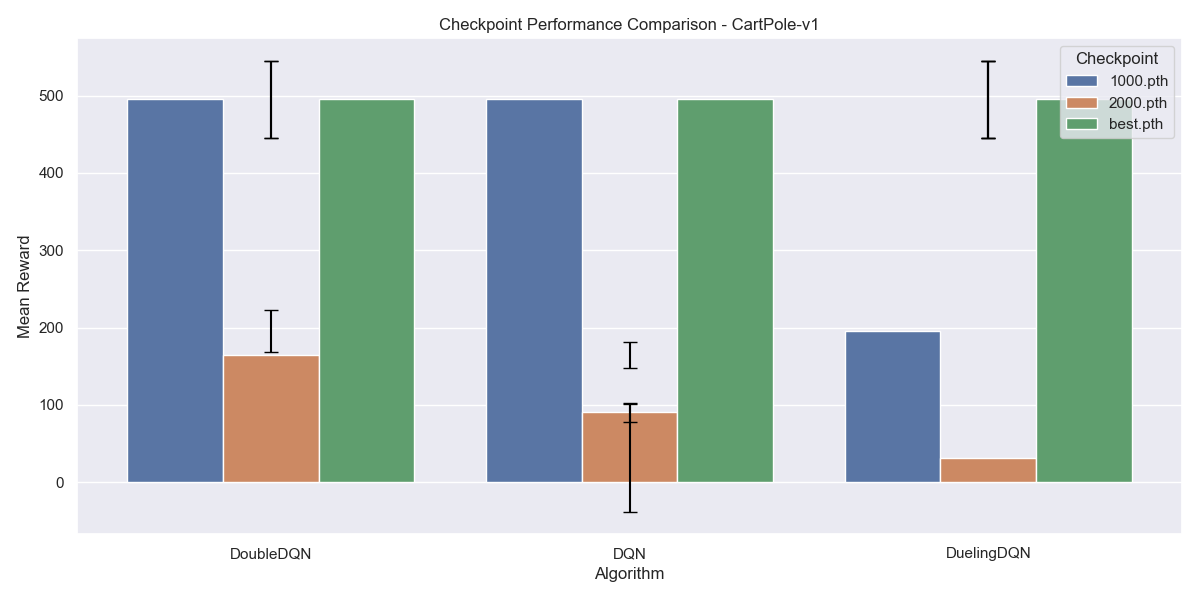 Checkpoint Performance Comparison - CartPole-v1
Checkpoint
1000.pth
2000.pth
best.pth
Mean Reward
500
400
300
200
100
0
DoubleDQN
DQN
DuelingDQN
Algorithm